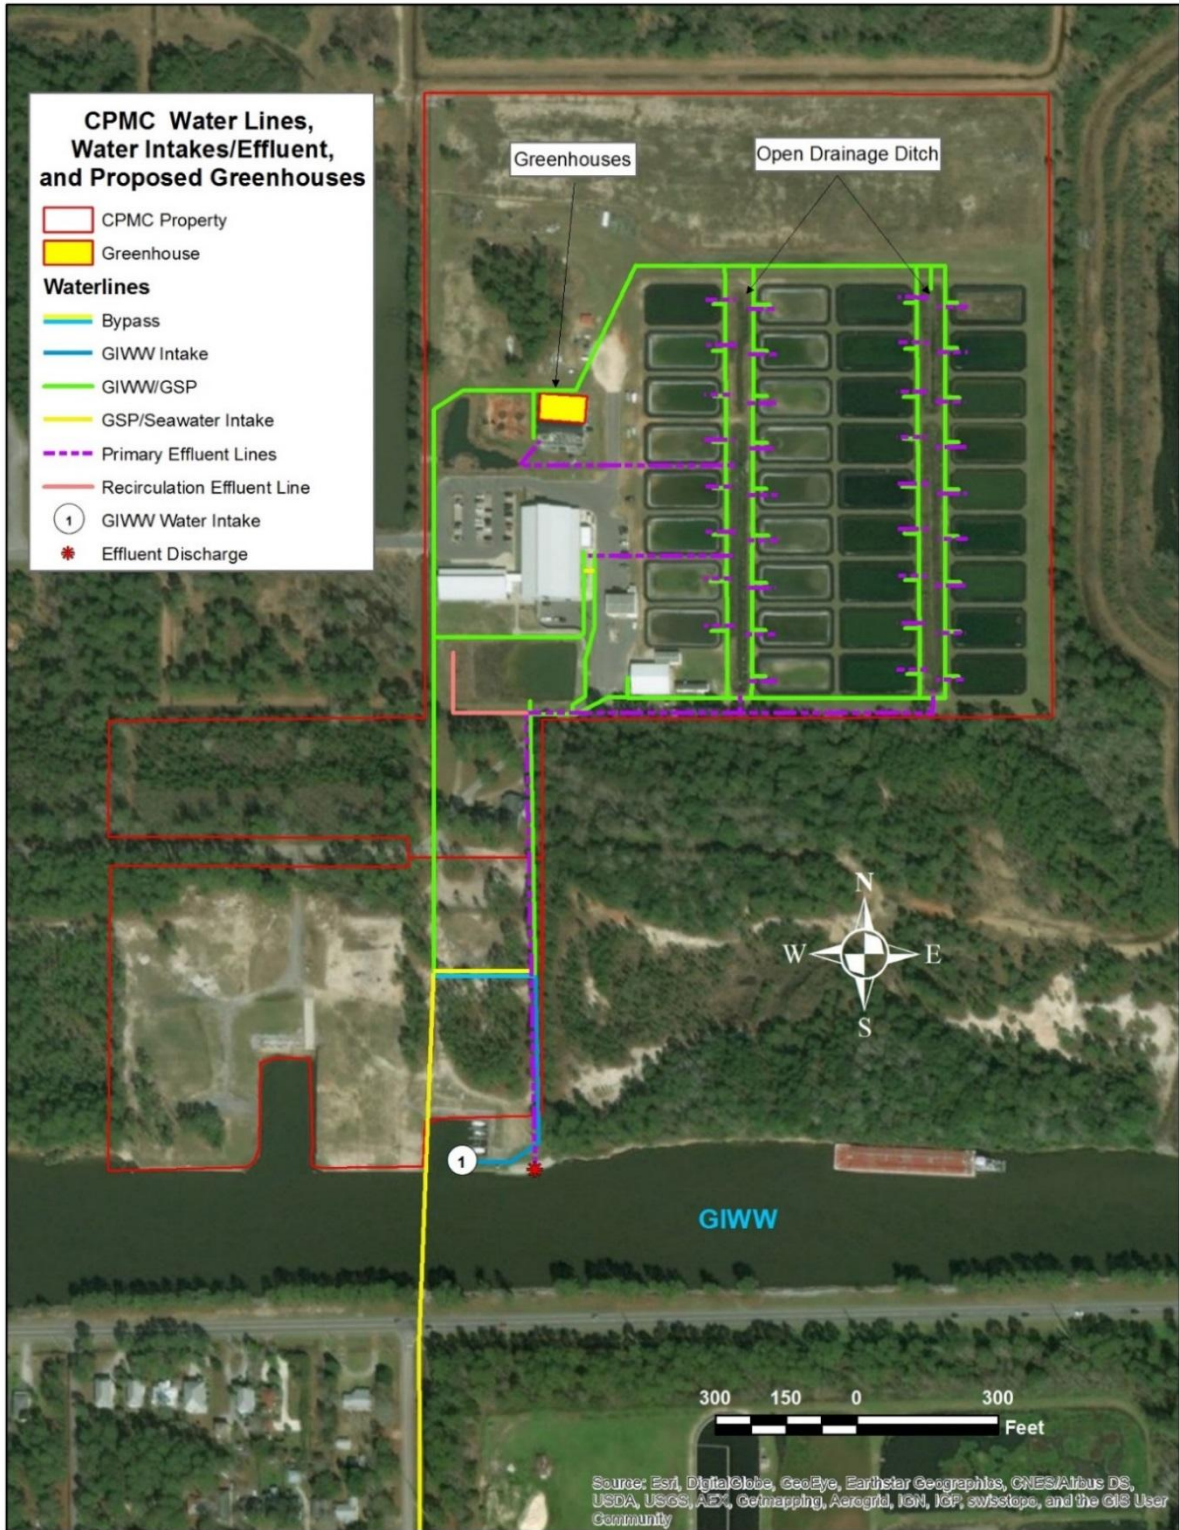 CPMC Water Lines,
Water Intakes/Effluent,
and Proposed Greenhouses
CPMC Property
Greenhouse
Waterlines
Bypass
GIWW Intake
GIWW/GSP
GSP/Seawater Intake
Primary Effluent Lines
Recirculation Effluent Line
1 GIWW Water Intake
Effluent Discharge
Greenhouses
Open Drainage Ditch
N
W E
S
1
GIWW
300 150 0 300
Feet
Source: Esri, DigitalGlobe, GeoEye, Earthstar Geographics, CNES/Airbus DS,
USDA, USGS, AEX, Getmapping, Aerogrid, IGN, IGP, swisstopo, and the GIS User
Community